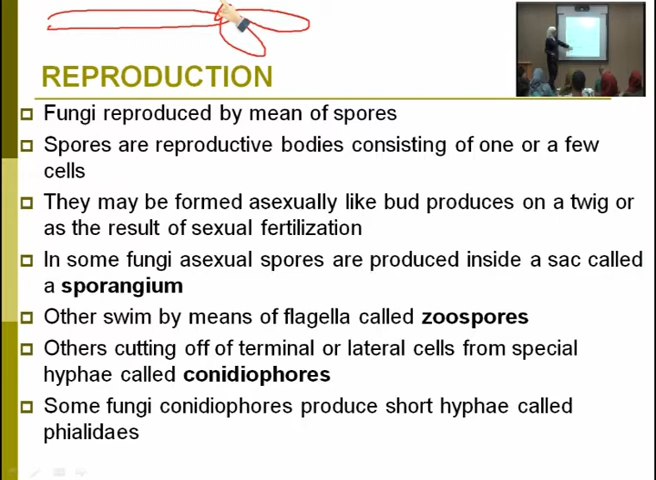 REPRODUCTION
Fungi reproduced by mean of spores
Spores are reproductive bodies consisting of one or a few
cells
They may be formed asexually like bud produces on a twig or
as the result of sexual fertilization
In some fungi asexual spores are produced inside a sac called
a sporangium
Other swim by means of flagella called zoospores
Others cutting off of terminal or lateral cells from special
hyphae called conidiophores
Some fungi conidiophores produce short hyphae called
phialidaes